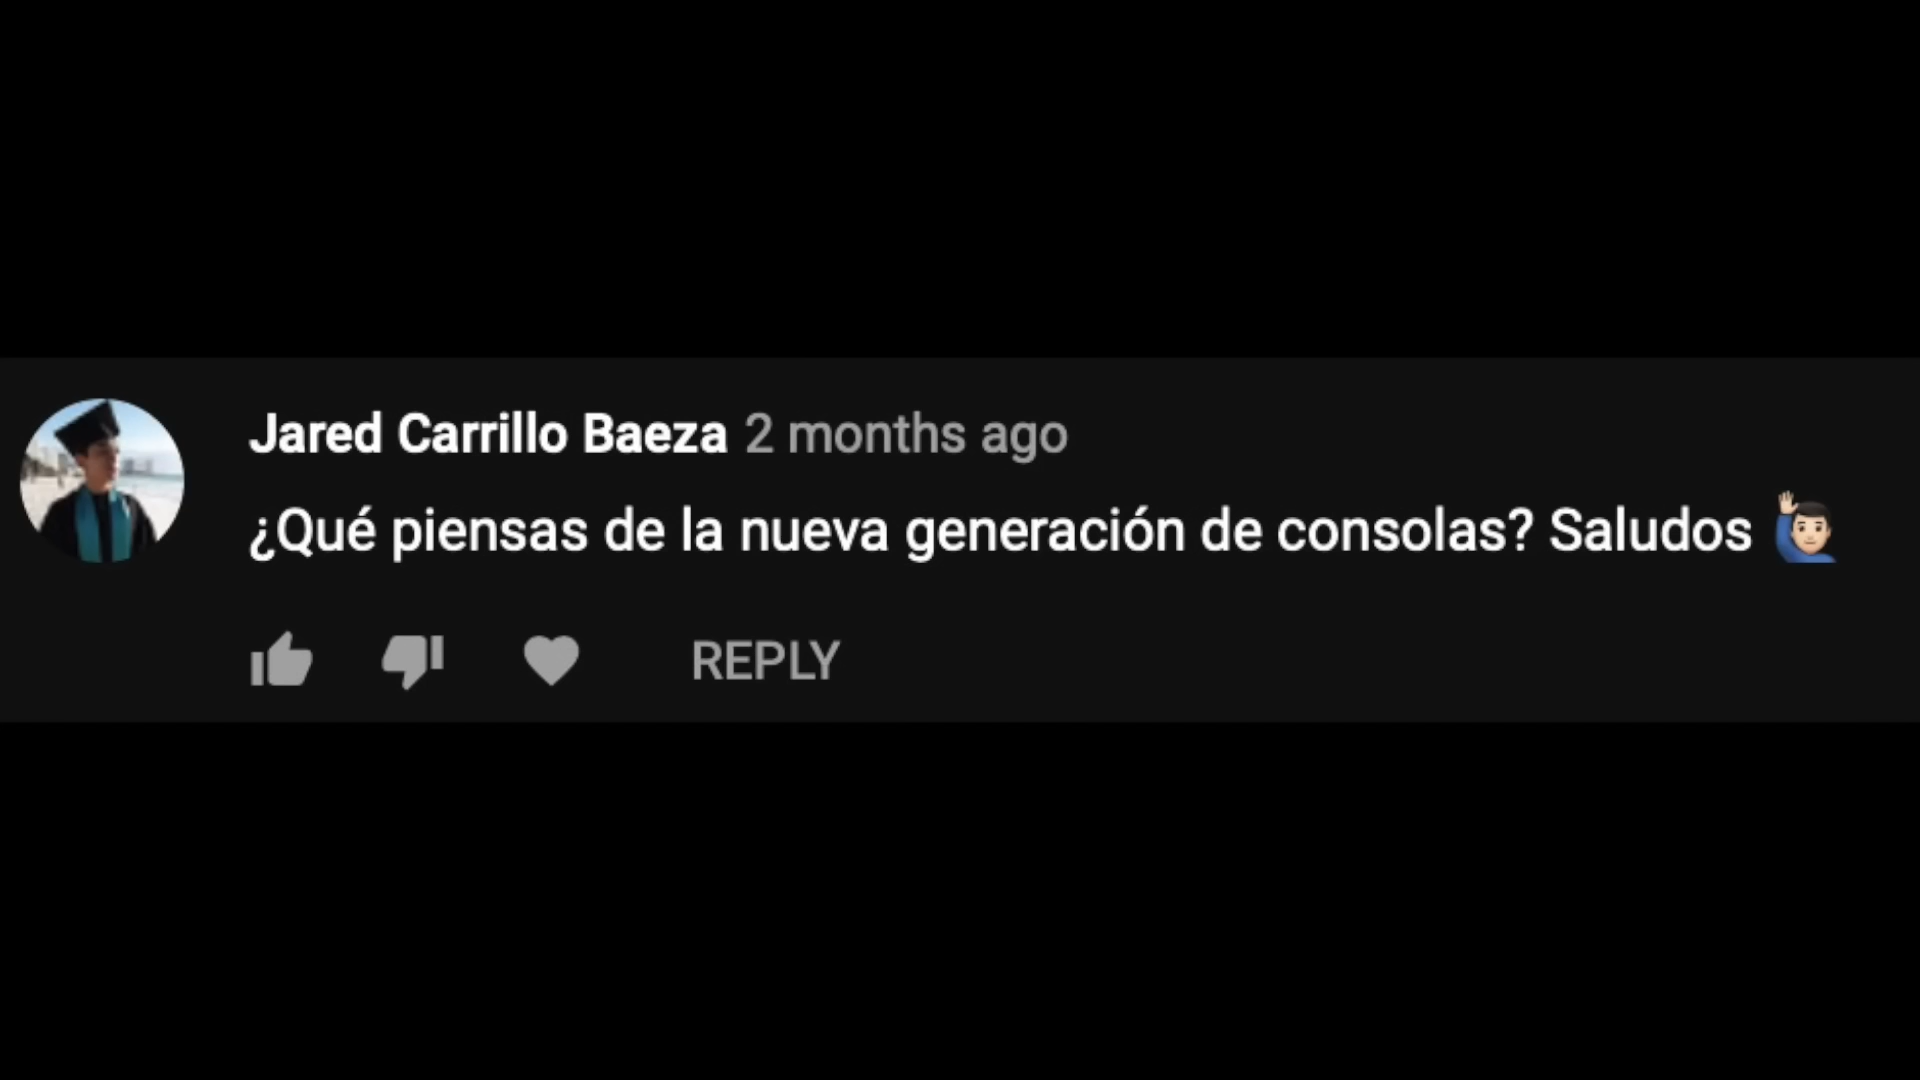 Jared Carrillo Baeza 2 months ago
¿Qué piensas de la nueva generación de consolas? Saludos 🙋🏻‍♂️
REPLY